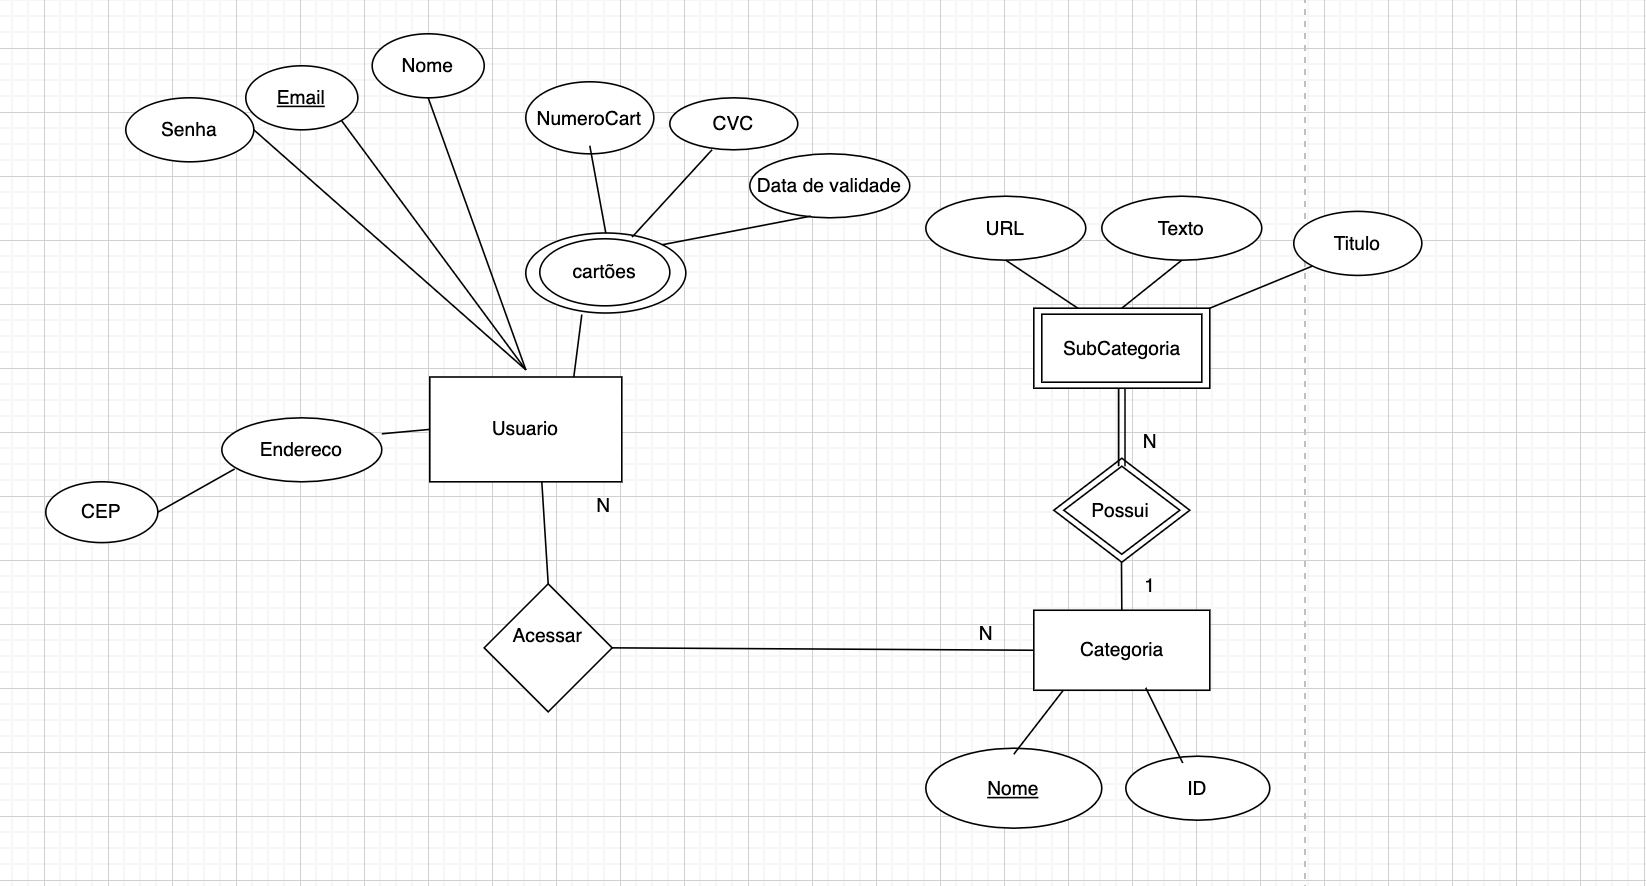 Nome
Email
Senha
NumeroCart
CVC
Data de validade
cartões
URL
Texto
Titulo
SubCategoria
Usuario
N
Endereco
CEP
N
Possui
1
Acessar
N
Categoria
Nome
ID